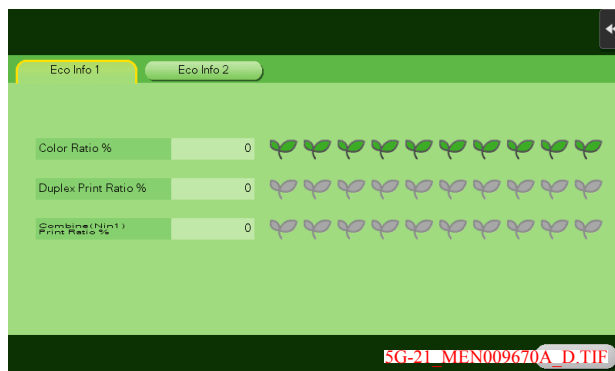 Eco Info 1 Eco Info 2
Color Ratio % 0
Duplex Print Ratio % 0
Combine(Nin1)
Print Ratio % 0
5G-21_MEN009670A_D.TIF